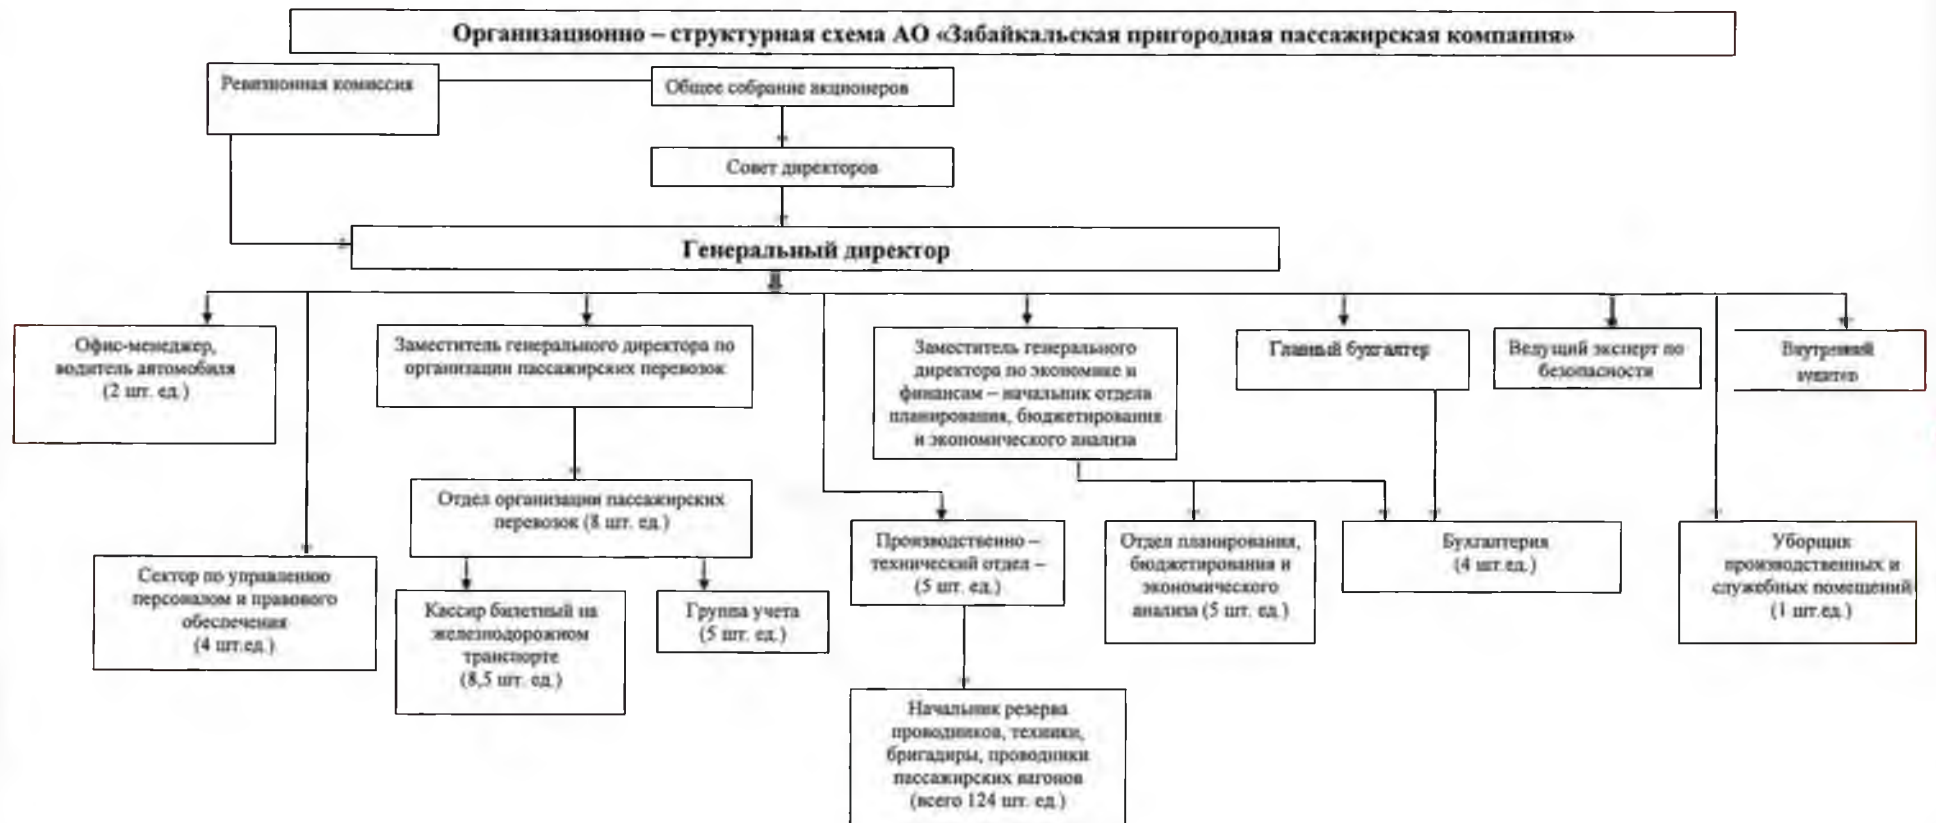 Организационно – структурная схема АО «Забайкальская пригородная пассажирская компания»
Ревизионная комиссия
Общее собрание акционеров
Совет директоров
Генеральный директор
Офис-менеджер,
водитель автомобиля
(2 шт. ед.)
Заместитель генерального директора по
организации пассажирских перевозок
Заместитель генерального
директора по экономике и
финансам – начальник отдела
планирования, бюджетирования
и экономического анализа
Главный бухгалтер
Ведущий эксперт по
безопасности
Внутренний
аудитор
Отдел организации пассажирских
перевозок (8 шт. ед.)
Сектор по управлению
персоналом и правового
обеспечения
(4 шт.ед.)
Кассир билетный на
железнодорожном
транспорте
(8,5 шт. ед.)
Группа учета
(5 шт. ед.)
Производственно –
технический отдел –
(5 шт. ед.)
Отдел планирования,
бюджетирования и
экономического
анализа (5 шт. ед.)
Бухгалтерия
(4 шт.ед.)
Уборщик
производственных и
служебных помещений
(1 шт.ед.)
Начальник резерва
проводников, техники,
бригадиры, проводники
пассажирских вагонов
(всего 124 шт. ед.)